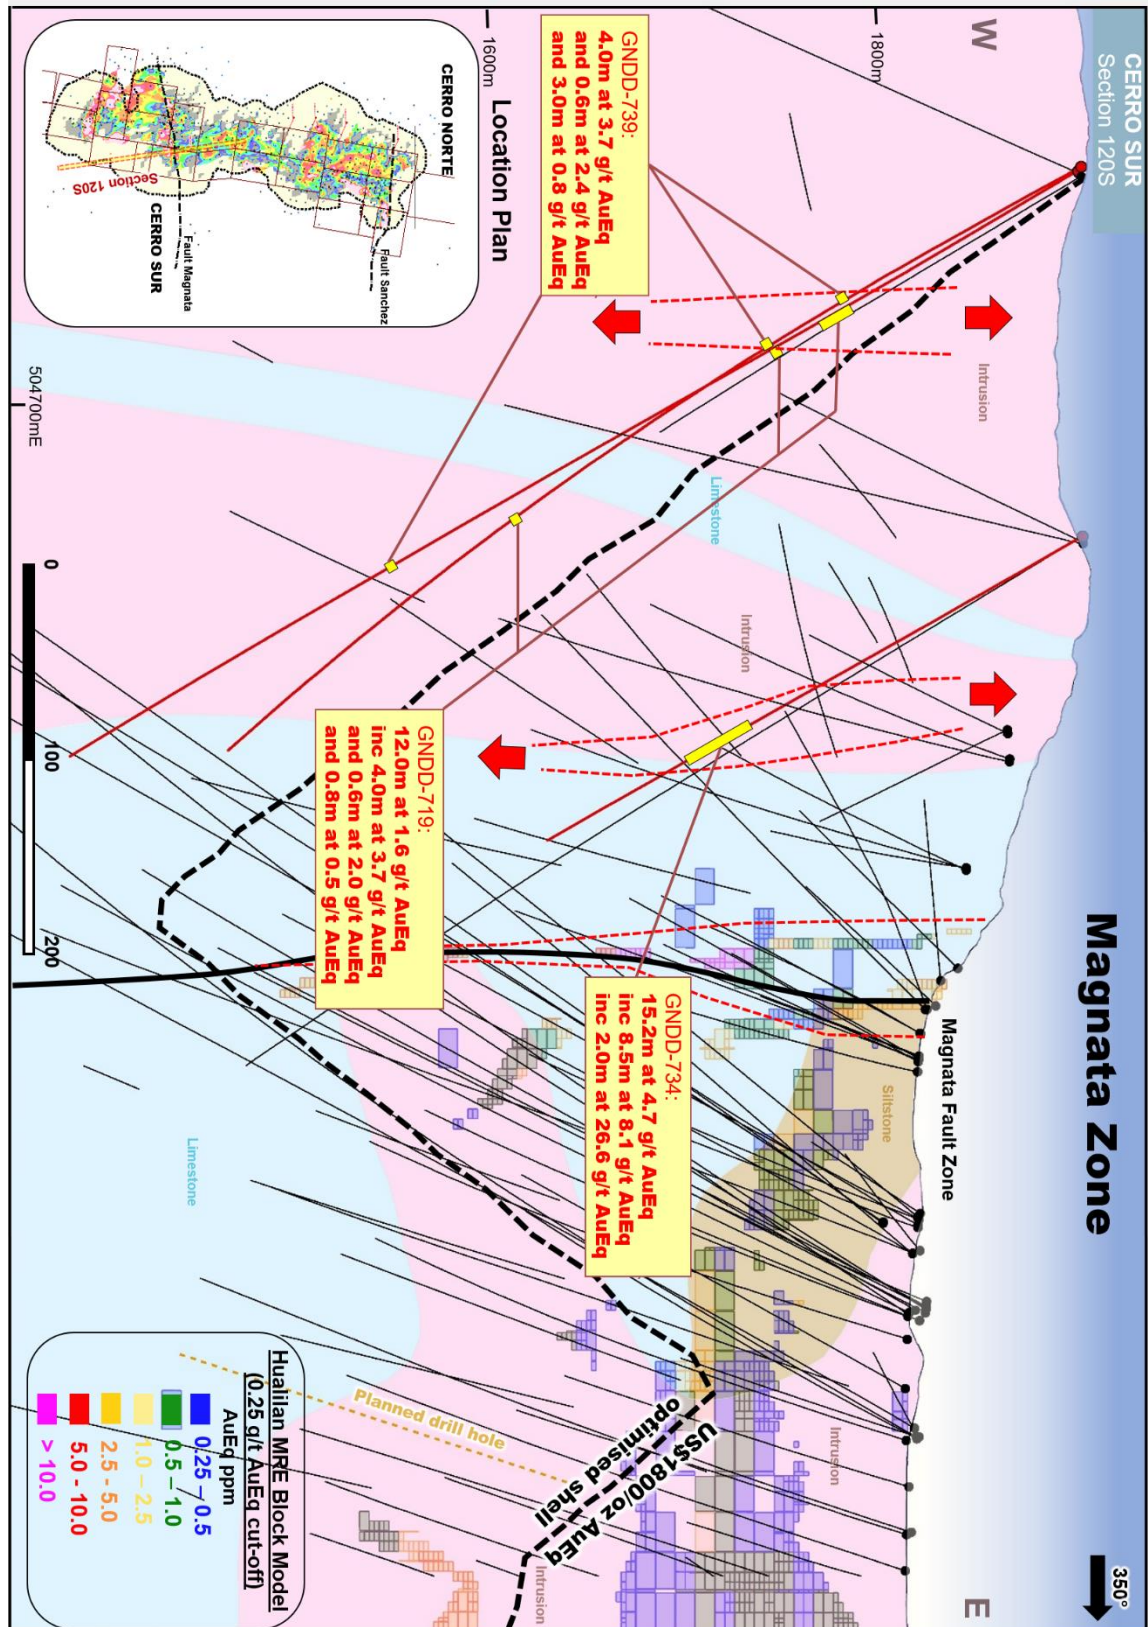 CERRO SUR
Section 120S
Magnata Zone
350°
W
E
1800m
1600m
Magnata Fault Zone
Intrusion
Limestone
Intrusion
Siltstone
Intrusion
GNDD-739:
4.0m at 3.7 g/t AuEq
and 0.6m at 2.4 g/t AuEq
and 3.0m at 0.8 g/t AuEq
GNDD-734:
15.2m at 4.7 g/t AuEq
inc 8.5m at 8.1 g/t AuEq
inc 2.0m at 26.6 g/t AuEq
GNDD-719:
12.0m at 1.6 g/t AuEq
inc 4.0m at 3.7 g/t AuEq
and 0.6m at 2.0 g/t AuEq
and 0.8m at 0.5 g/t AuEq
US$1800/oz AuEq
optimised shell
Intrusion
Planned drill hole
Limestone
Location Plan
CERRO NORTE
Fault Sanchez
Fault Magnata
CERRO SUR
Section 120S
504700mE
0
100
200
Hualilan MRE Block Model
(0.25 g/t AuEq cut-off)
AuEq ppm
0.25 – 0.5
0.5 – 1.0
1.0 – 2.5
2.5 - 5.0
5.0 - 10.0
> 10.0